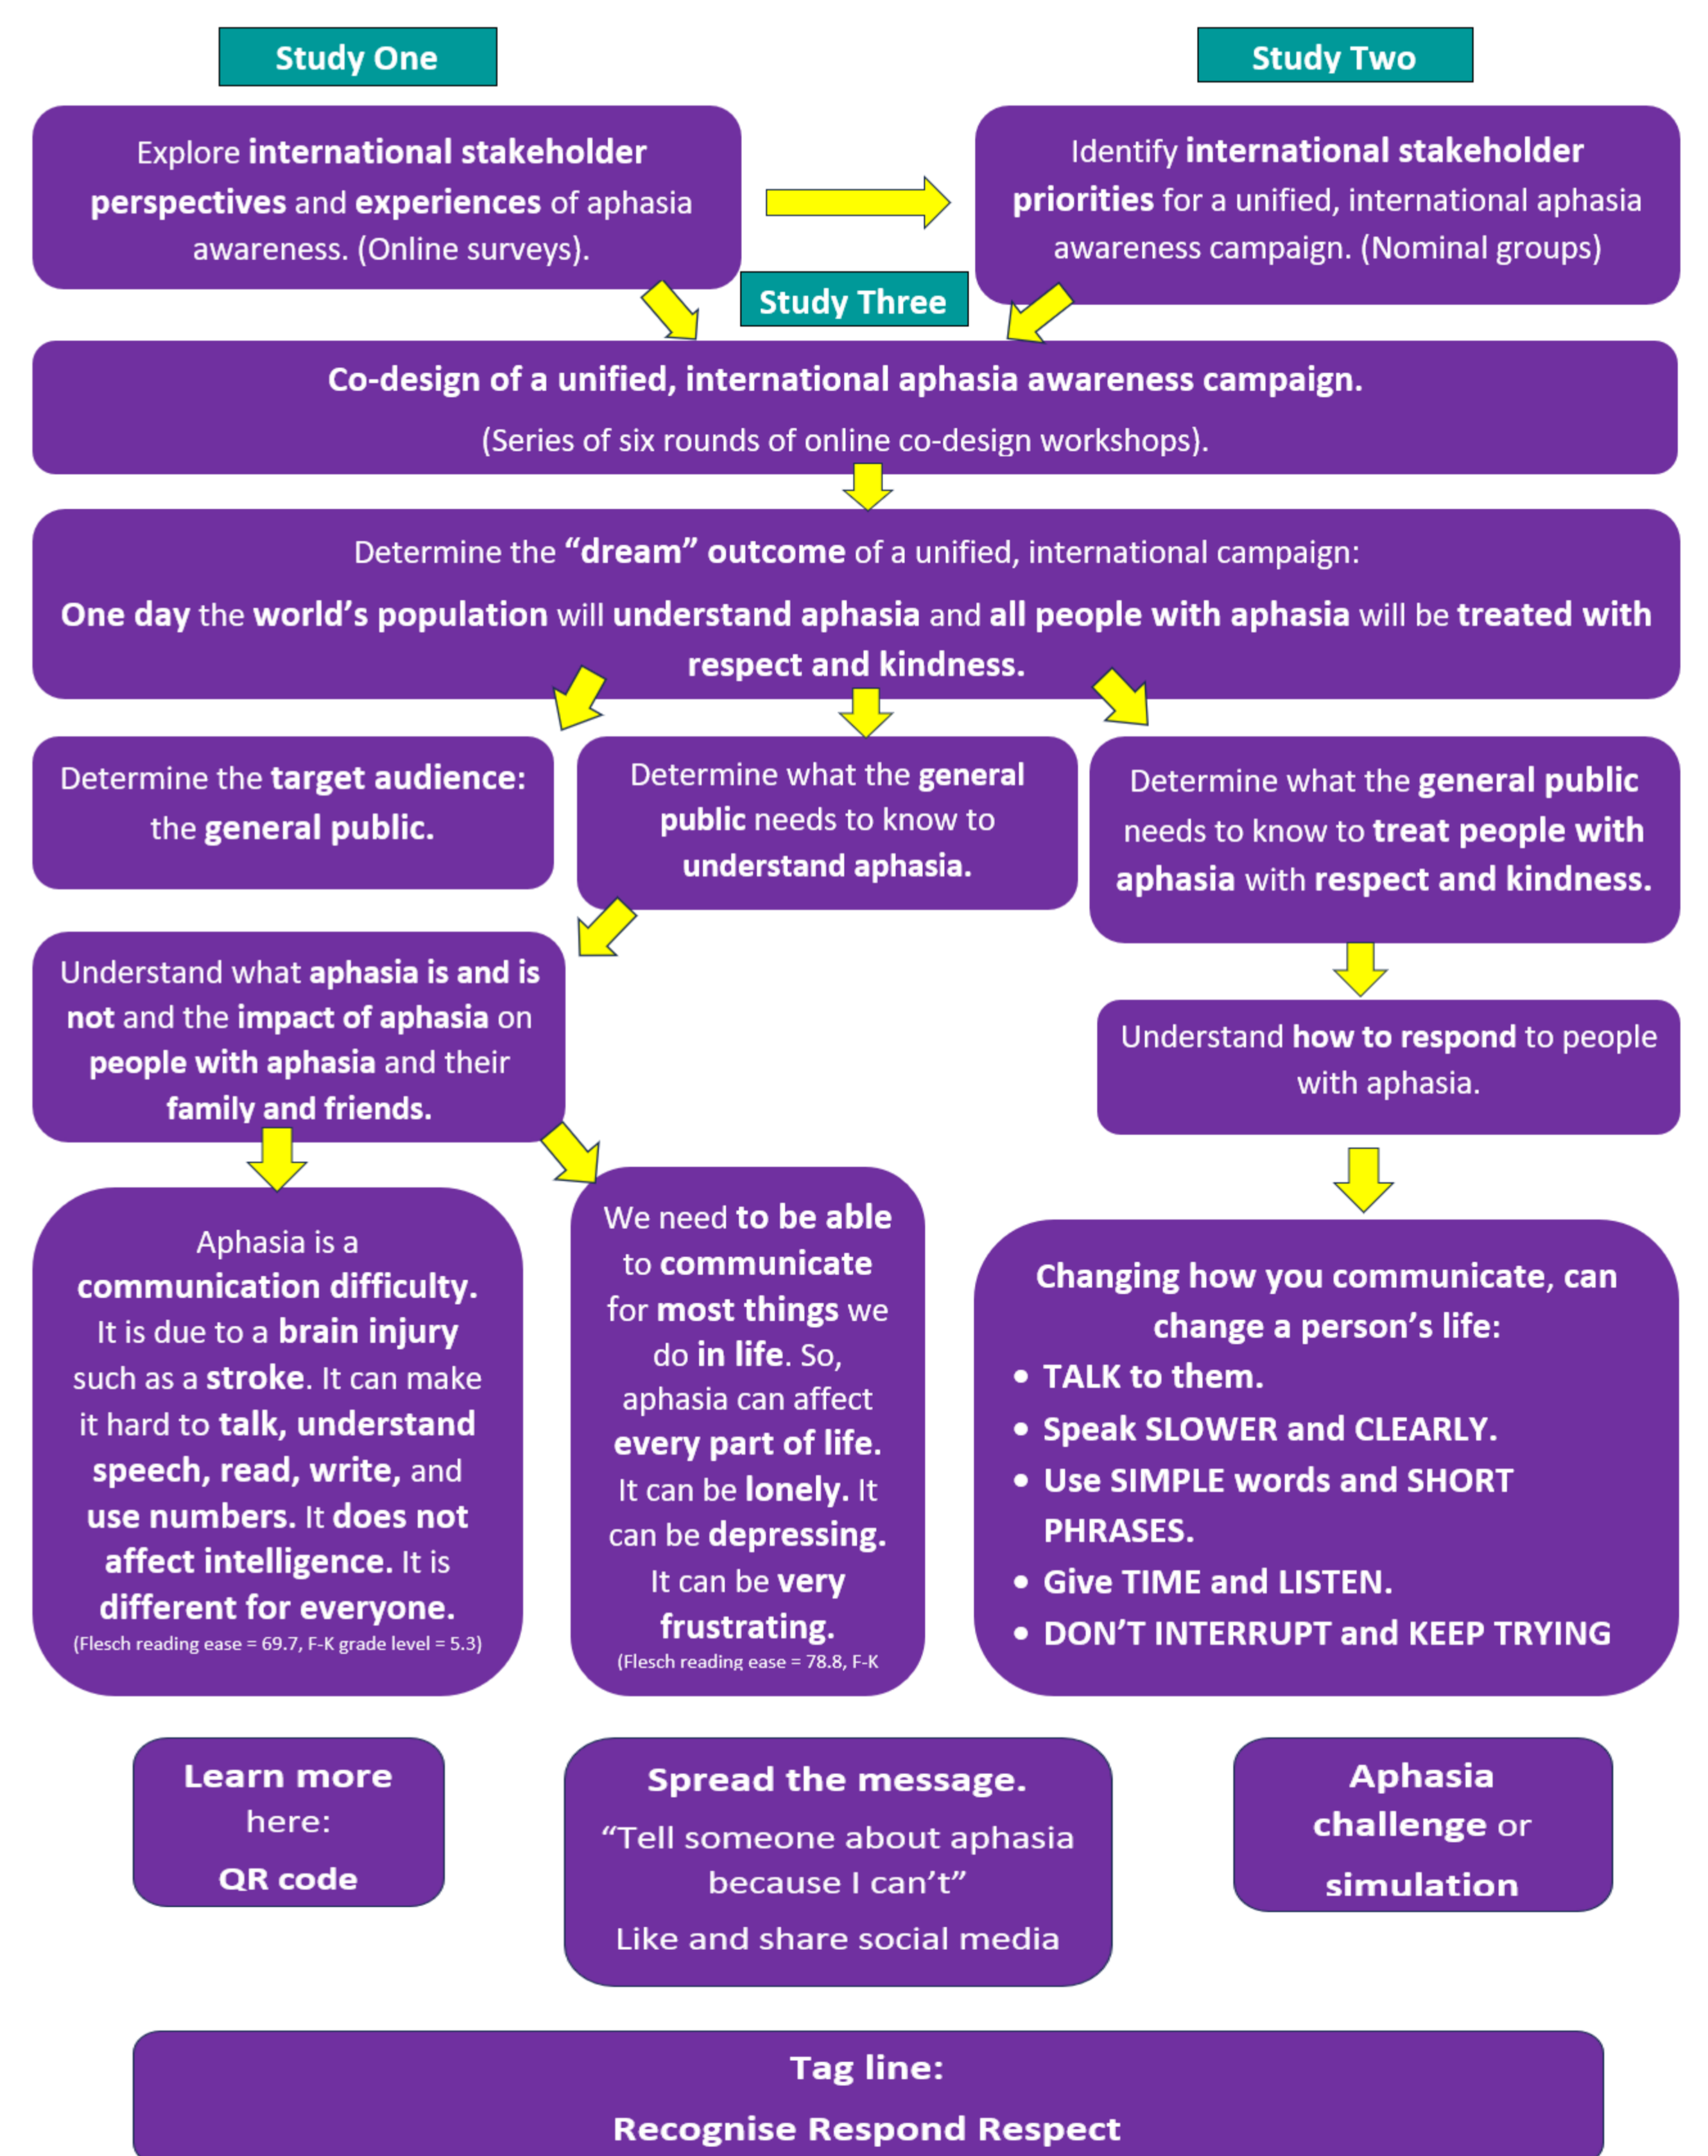 Study One
Study Two
Explore international stakeholder
perspectives and experiences of aphasia
awareness. (Online surveys).
Identify international stakeholder
priorities for a unified, international aphasia
awareness campaign. (Nominal groups)
Study Three
Co-design of a unified, international aphasia awareness campaign.
(Series of six rounds of online co-design workshops).
Determine the “dream” outcome of a unified, international campaign:
One day the world’s population will understand aphasia and all people with aphasia will be treated with
respect and kindness.
Determine the target audience:
the general public.
Determine what the general
public needs to know to
understand aphasia.
Determine what the general public
needs to know to treat people with
aphasia with respect and kindness.
Understand what aphasia is and is
not and the impact of aphasia on
people with aphasia and their
family and friends.
Understand how to respond to people
with aphasia.
Aphasia is a
communication difficulty.
It is due to a brain injury
such as a stroke. It can make
it hard to talk, understand
speech, read, write, and
use numbers. It does not
affect intelligence. It is
different for everyone.
(Flesch reading ease = 69.7, F-K grade level = 5.3)
We need to be able
to communicate
for most things we
do in life. So,
aphasia can affect
every part of life.
It can be lonely. It
can be depressing.
It can be very
frustrating.
(Flesch reading ease = 78.8, F-K
Changing how you communicate, can
change a person’s life:
• TALK to them.
• Speak SLOWER and CLEARLY.
• Use SIMPLE words and SHORT
PHRASES.
• Give TIME and LISTEN.
• DON’T INTERRUPT and KEEP TRYING
Learn more
here:
QR code
Spread the message.
“Tell someone about aphasia
because I can’t”
Like and share social media
Aphasia
challenge or
simulation
Tag line:
Recognise Respond Respect